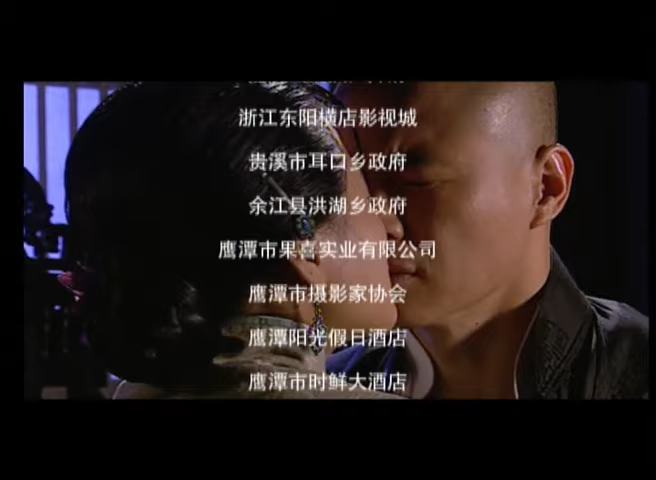 浙江东阳横店影视城
贵溪市耳口乡政府
余江县洪湖乡政府
鹰潭市果喜实业有限公司
鹰潭市摄影家协会
鹰潭阳光假日酒店
鹰潭市时鲜大酒店